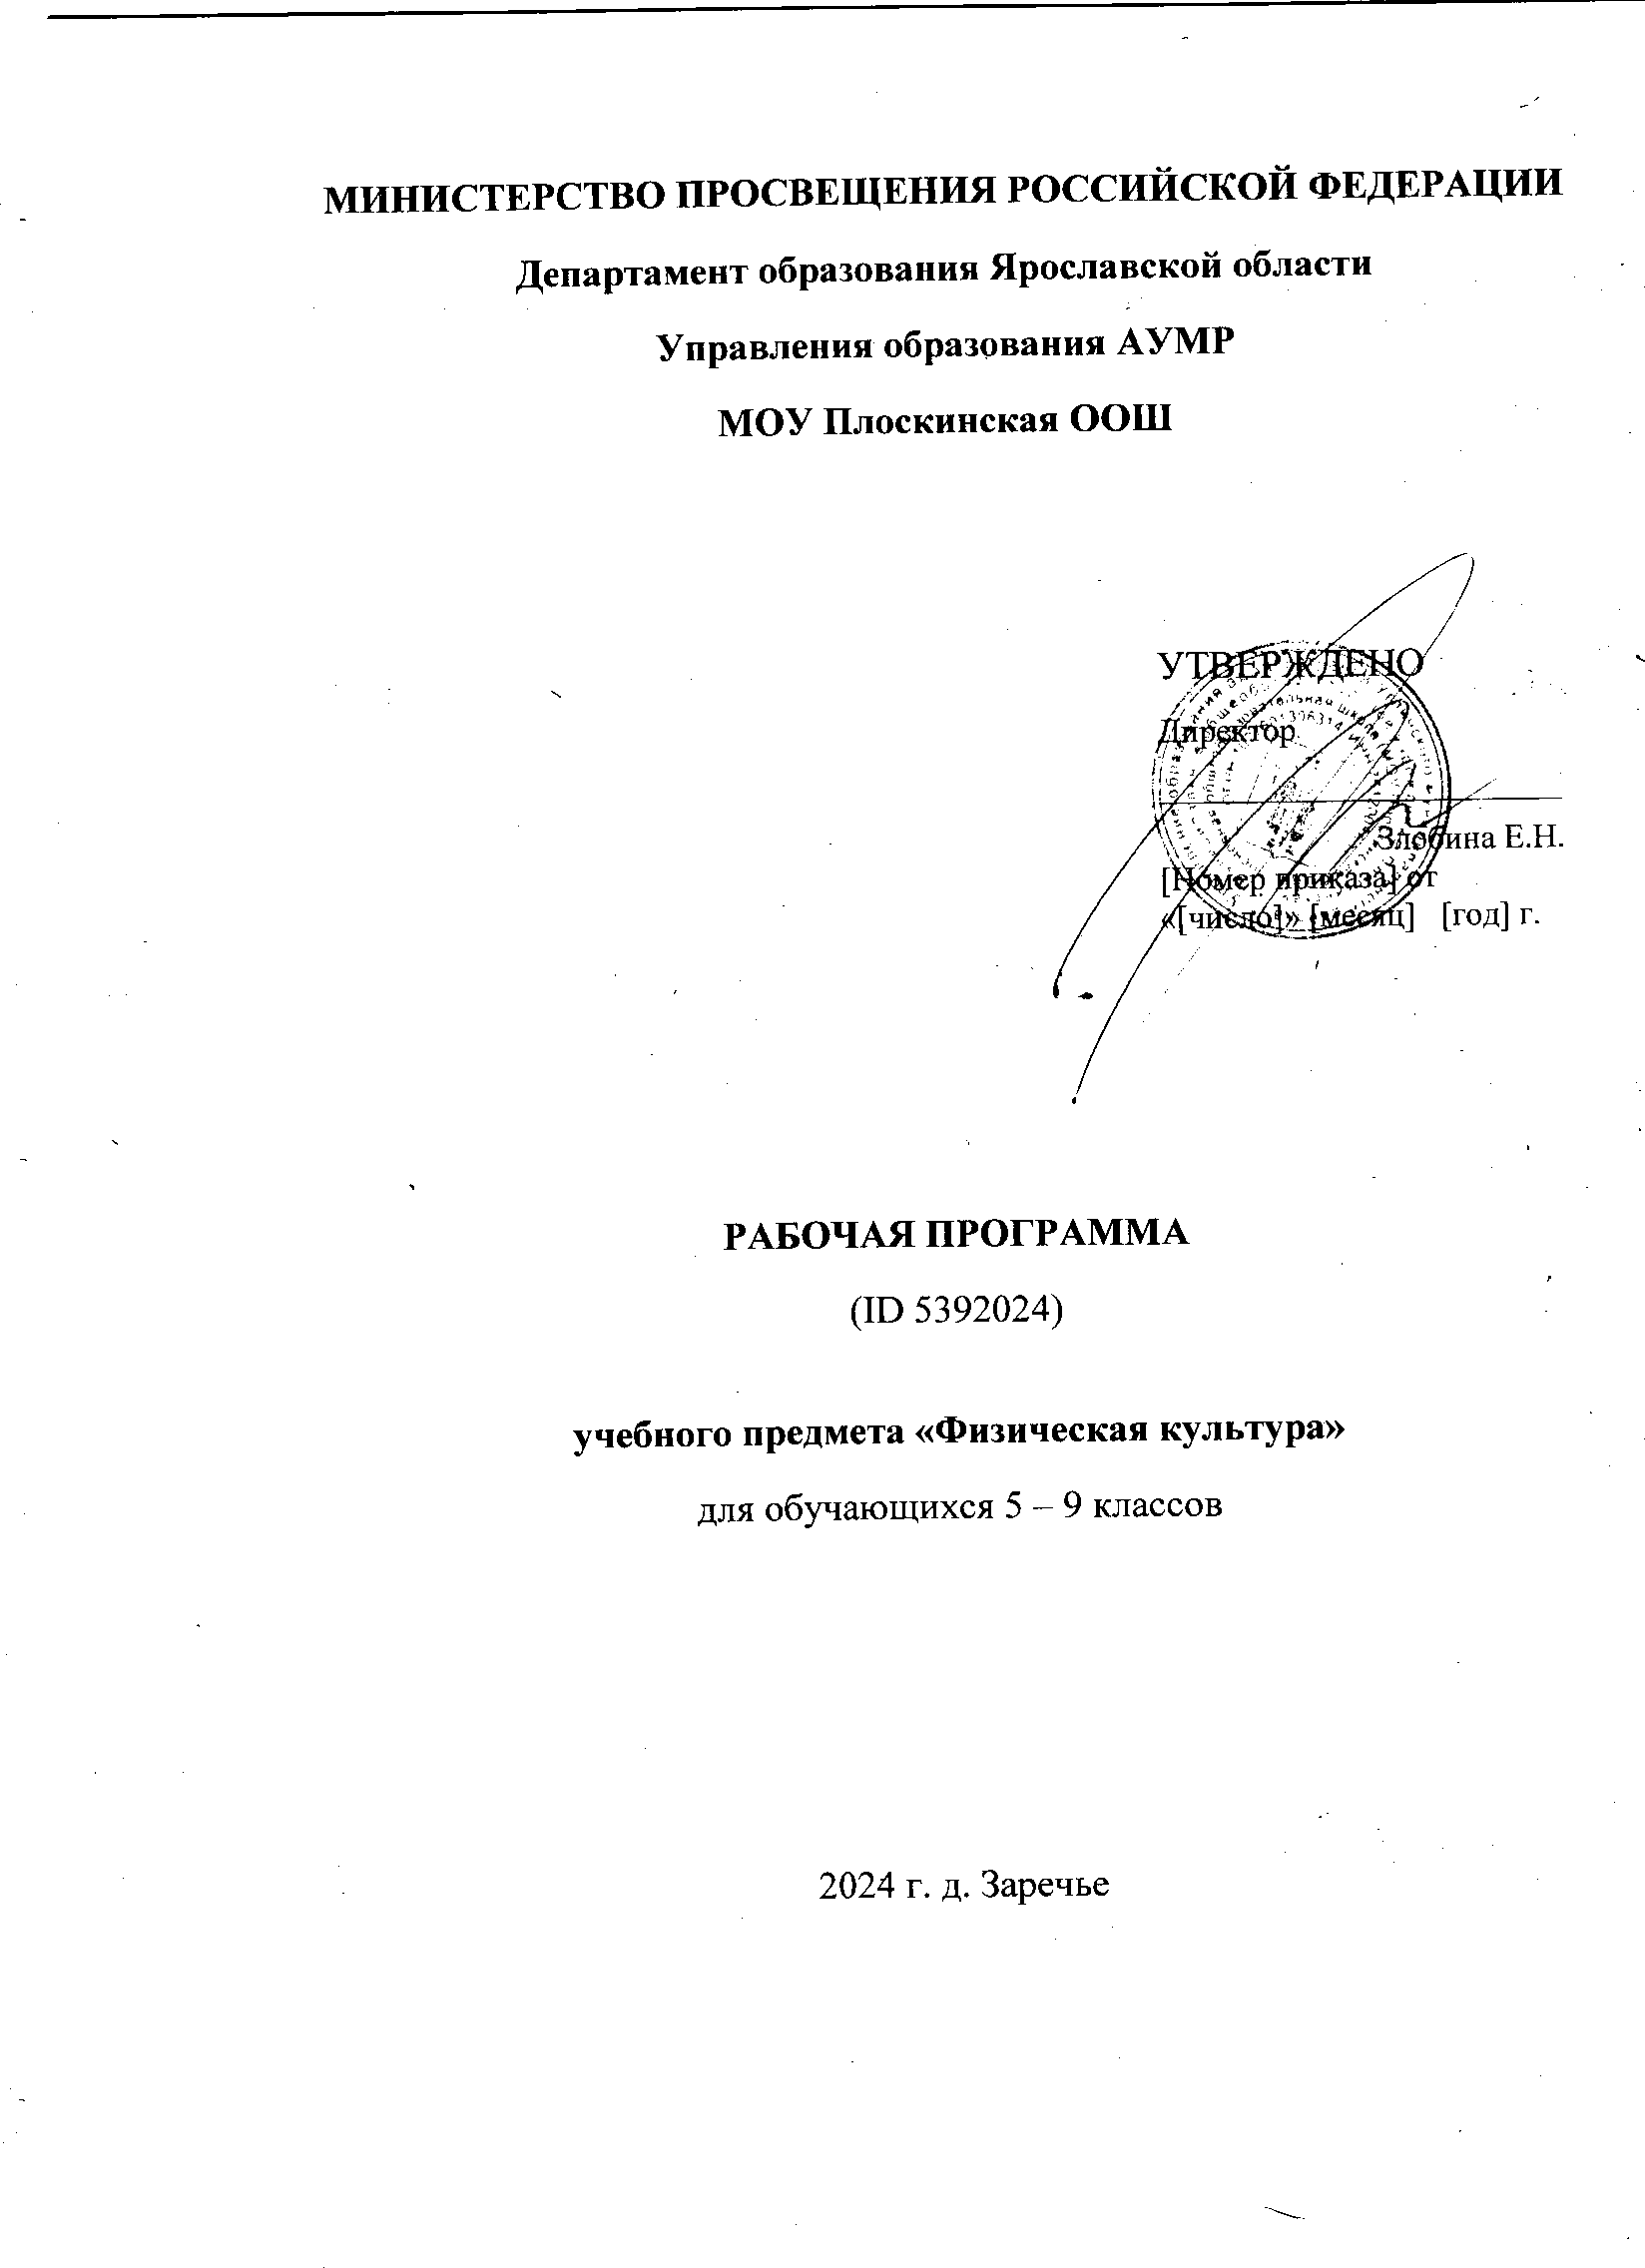 МИНИСТЕРСТВО ПРОСВЕЩЕНИЯ РОССИЙСКОЙ ФЕДЕРАЦИИ
Департамент образования Ярославской области
Управления образования АУМР
МОУ Плоскинская ООШ
УТВЕРЖДЕНО
Директор
Злобина Е.Н.
[Номер приказа] от
«[число]» [месяц] [год] г.
РАБОЧАЯ ПРОГРАММА
(ID 5392024)
учебного предмета «Физическая культура»
для обучающихся 5 – 9 классов
2024 г. д. Заречье